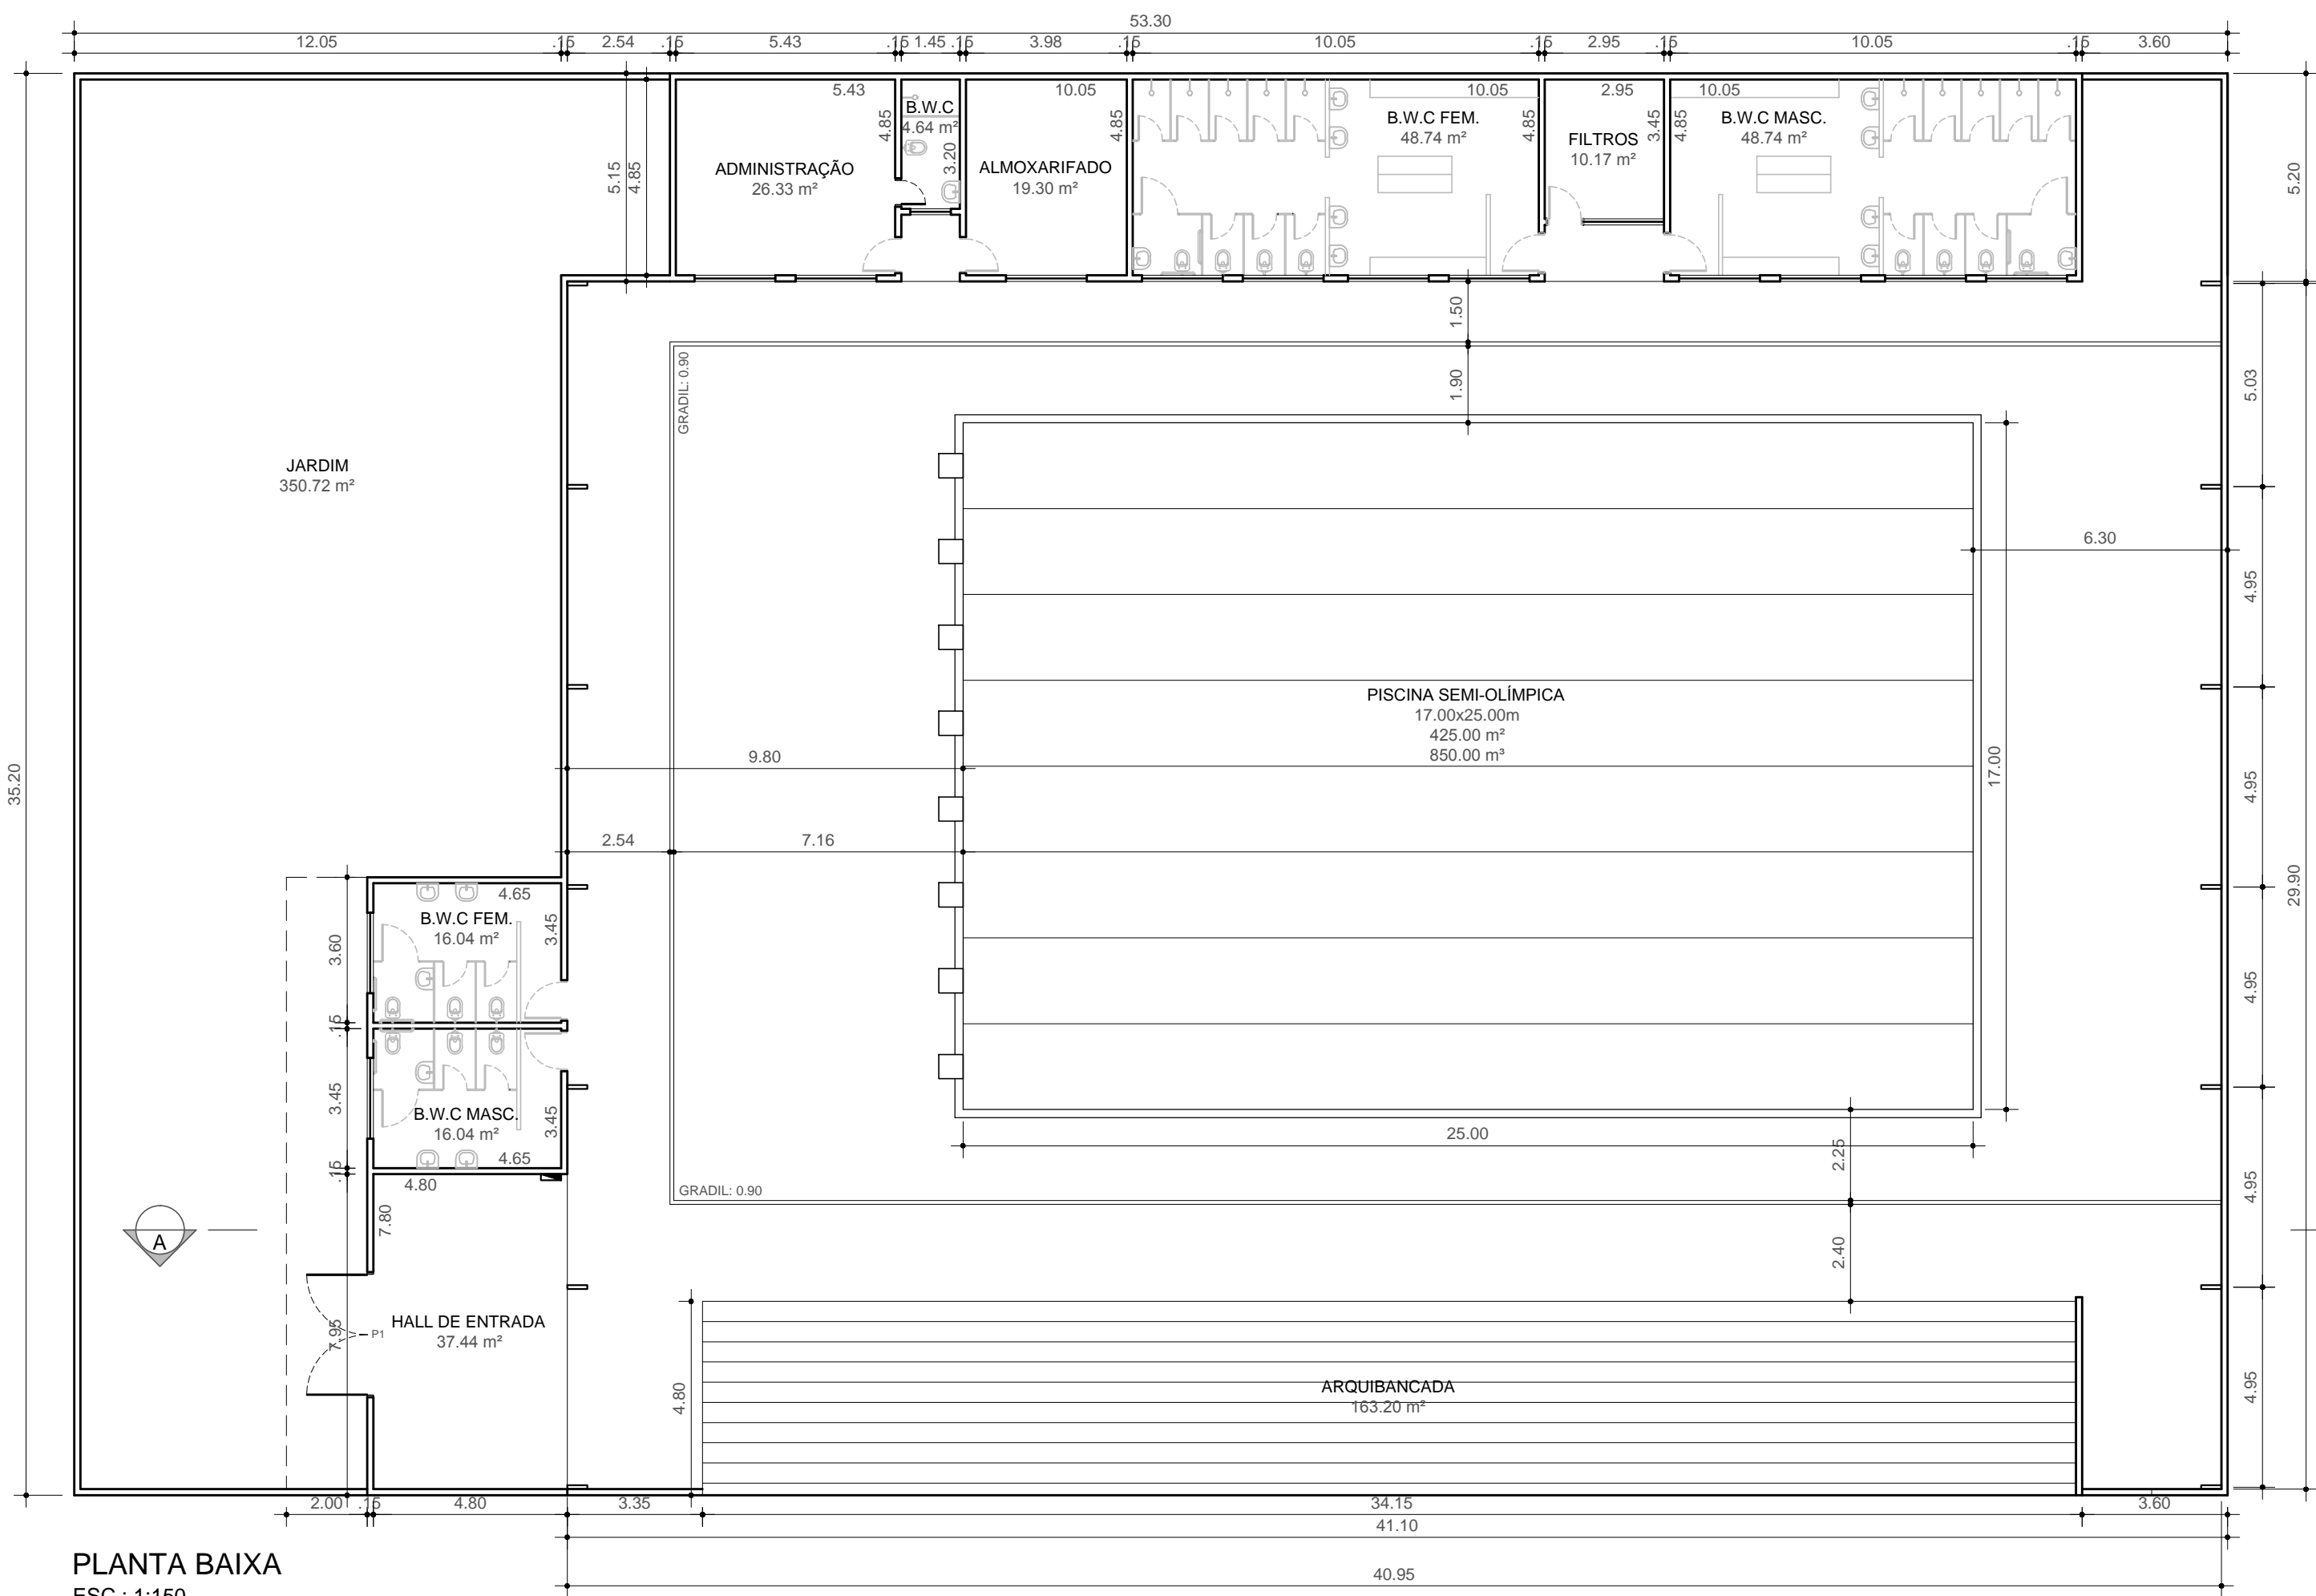 53.30
12.05 .15 2.54 .15 5.43 .15 1.45 .15 3.98 .15 10.05 .15 2.95 .15 10.05 .15 3.60
5.43 10.05 10.05 2.95 10.05
B.W.C
4.64 m²
3.20
4.85
ADMINISTRAÇÃO
26.33 m²
ALMOXARIFADO
19.30 m²
4.85
B.W.C FEM.
48.74 m²
4.85
FILTROS
10.17 m²
3.45
4.85
B.W.C MASC.
48.74 m²
5.15
4.85
5.20
1.50
1.90
GRADIL: 0.90
5.03
JARDIM
350.72 m²
6.30
4.95
PISCINA SEMI-OLÍMPICA
17.00x25.00m
425.00 m²
850.00 m³
9.80
17.00
35.20
4.95
2.54 7.16
29.90
4.65
B.W.C FEM.
16.04 m²
3.45
3.60
4.95
.15
3.45
B.W.C MASC.
16.04 m²
3.45
4.65
.15
4.80
25.00
2.25
GRADIL: 0.90
4.95
7.80
A
2.40
HALL DE ENTRADA
37.44 m²
7.95
P1
4.80
ARQUIBANCADA
163.20 m²
4.95
2.00 .15 4.80 3.35 34.15 3.60
41.10
40.95
PLANTA BAIXA
ESC.: 1:150